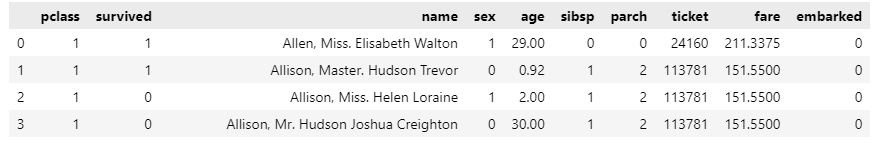 pclass survived name sex age sibsp parch ticket fare embarked
0 1 1 Allen, Miss. Elisabeth Walton 1 29.00 0 0 24160 211.3375 0
1 1 1 Allison, Master. Hudson Trevor 0 0.92 1 2 113781 151.5500 0
2 1 0 Allison, Miss. Helen Loraine 1 2.00 1 2 113781 151.5500 0
3 1 0 Allison, Mr. Hudson Joshua Creighton 0 30.00 1 2 113781 151.5500 0